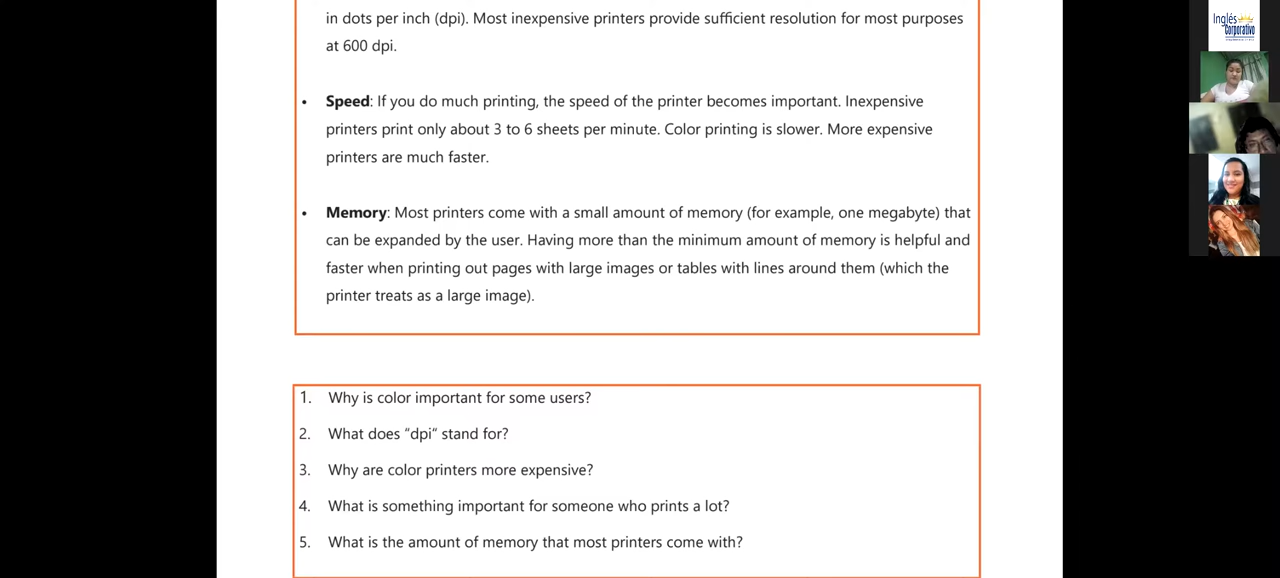 in dots per inch (dpi). Most inexpensive printers provide sufficient resolution for most purposes
at 600 dpi.
• Speed: If you do much printing, the speed of the printer becomes important. Inexpensive
printers print only about 3 to 6 sheets per minute. Color printing is slower. More expensive
printers are much faster.
• Memory: Most printers come with a small amount of memory (for example, one megabyte) that
can be expanded by the user. Having more than the minimum amount of memory is helpful and
faster when printing out pages with large images or tables with lines around them (which the
printer treats as a large image).
1. Why is color important for some users?
2. What does “dpi“ stand for?
3. Why are color printers more expensive?
4. What is something important for someone who prints a lot?
5. What is the amount of memory that most printers come with?
Inglés
Corporativo